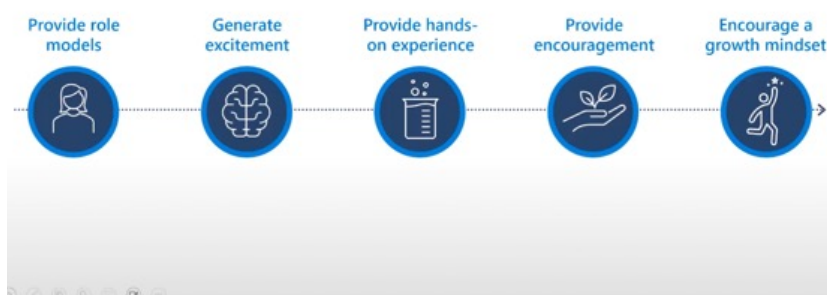 Provide role
models
Generate
excitement
Provide hands-
on experience
Provide
encouragement
Encourage a
growth mindset